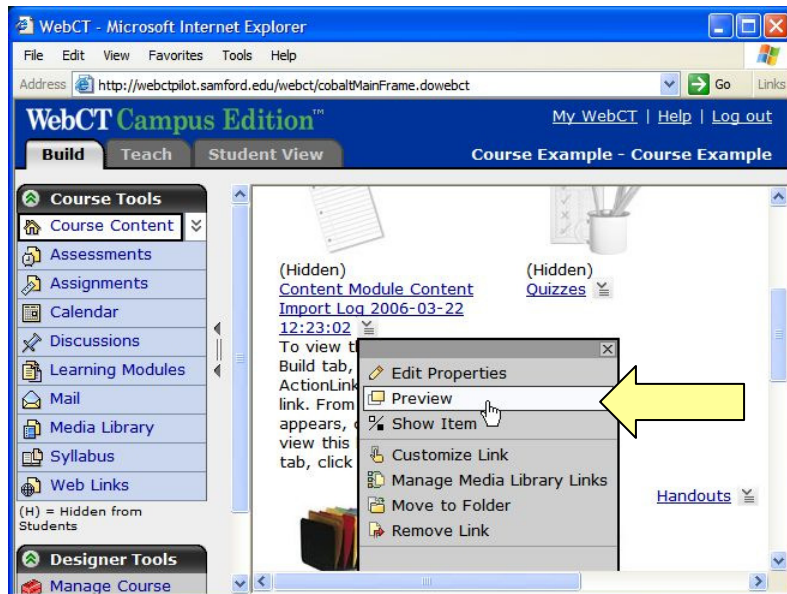 WebCT - Microsoft Internet Explorer
File Edit View Favorites Tools Help
Address http://webctpilot.samford.edu/webct/cobaltMainFrame.dowebct Go Links
WebCT Campus Edition™
My WebCT | Help | Log out
Build Teach Student View
Course Example - Course Example
Course Tools
Course Content
Assessments
Assignments
Calendar
Discussions
Learning Modules
Mail
Media Library
Syllabus
Web Links
(H) = Hidden from
Students
Designer Tools
Manage Course
(Hidden)
Content Module Content
Import Log 2006-03-22
12:23:02
To view t
Build tab,
ActionLink
link. From
appears,
view this
tab, click
(Hidden)
Quizzes
Edit Properties
Preview
Show Item
Customize Link
Manage Media Library Links
Move to Folder
Remove Link
Handouts